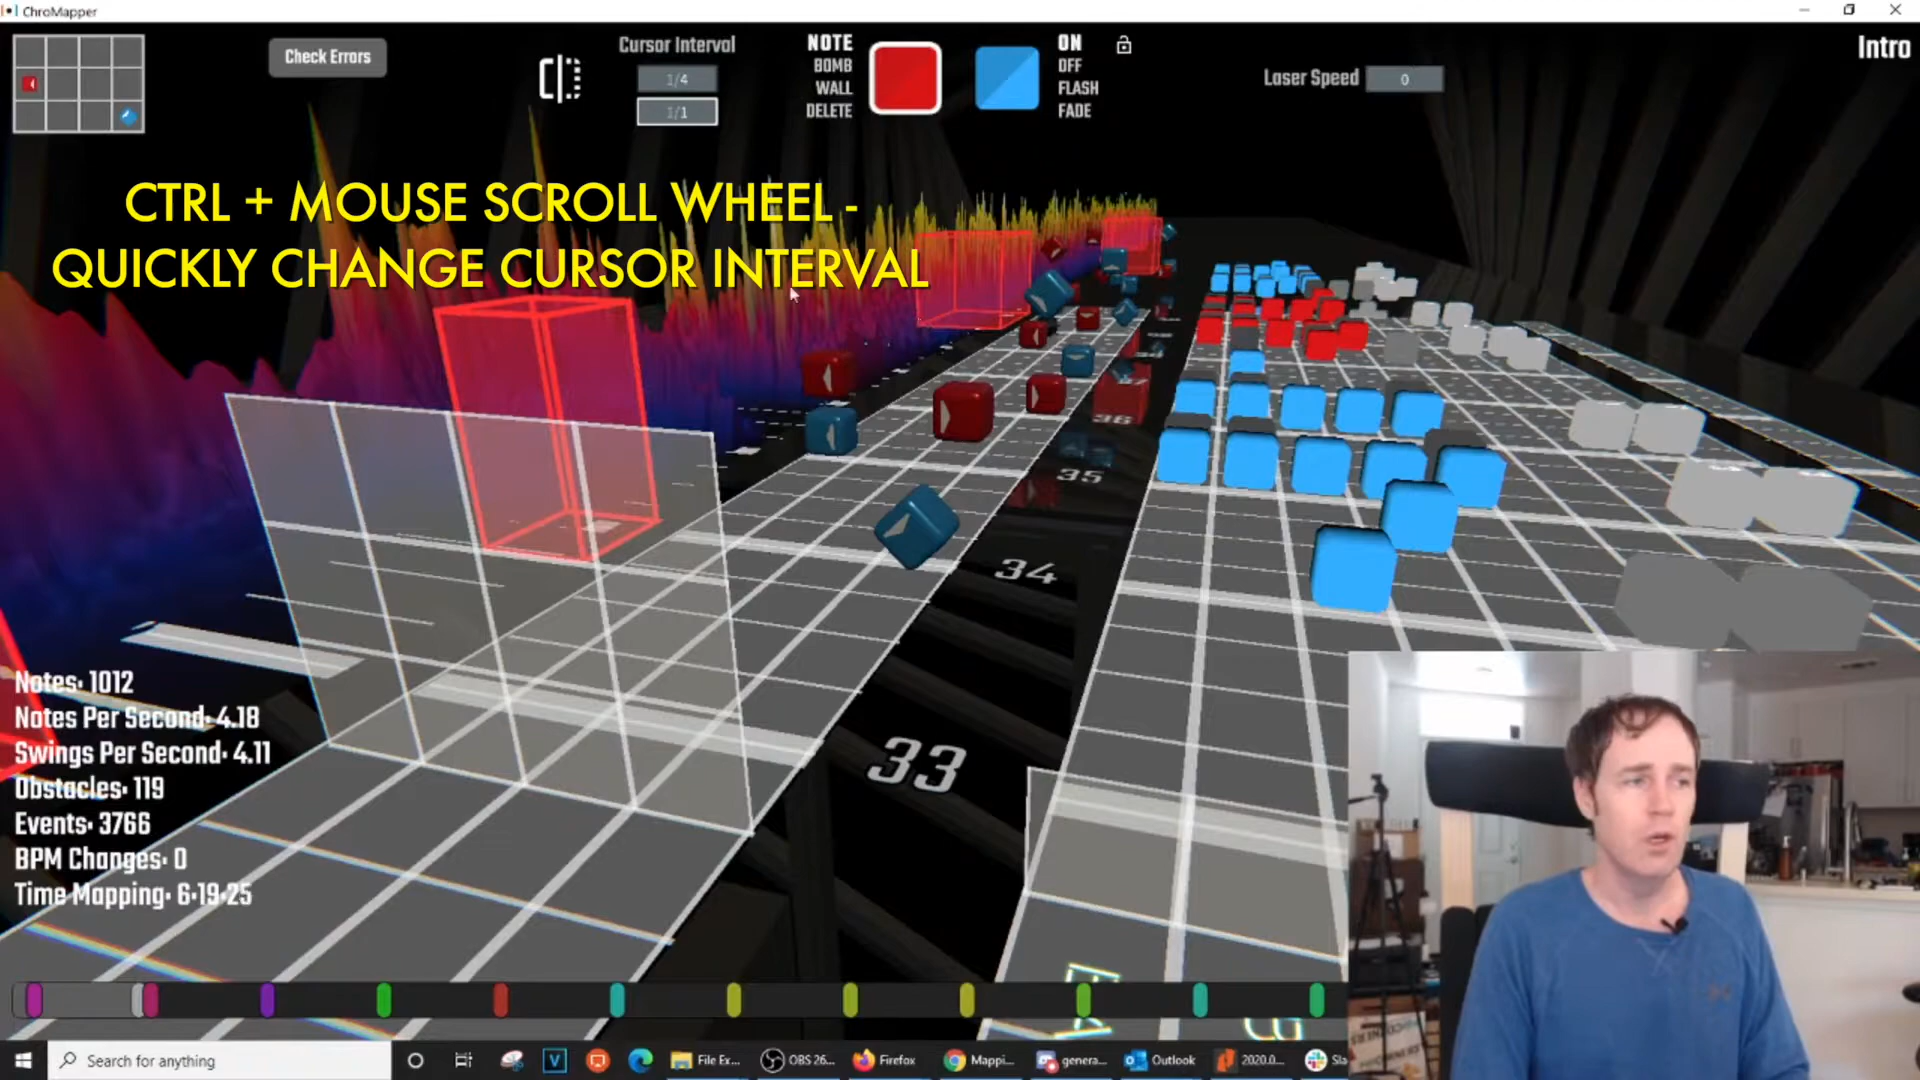 ChroMapper
Check Errors
Cursor Interval
1/4
1/1
NOTE
BOMB
WALL
DELETE
ON
OFF
FLASH
FADE
Laser Speed
0
Intro
CTRL + MOUSE SCROLL WHEEL -
QUICKLY CHANGE CURSOR INTERVAL
36
35
34
33
Notes: 1012
Notes Per Second: 4.18
Swings Per Second: 4.11
Obstacles: 119
Events: 3766
BPM Changes: 0
Time Mapping: 6:19:25
Search for anything
File Ex...
OBS 26...
Firefox
Mappi...
genera...
Outlook
2020.0...
Sla